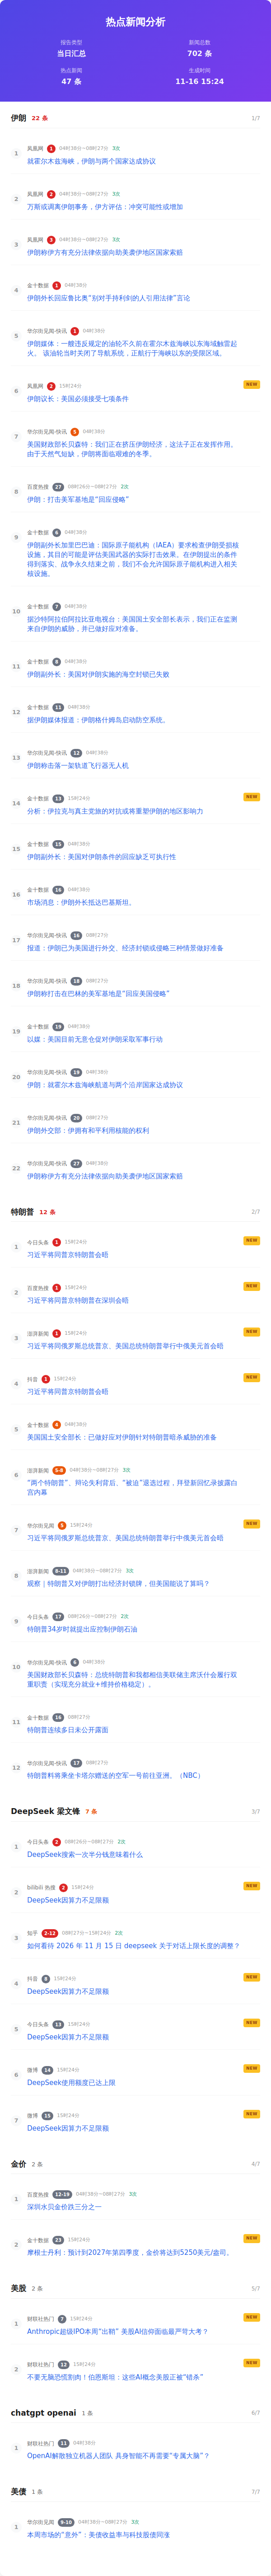 热点新闻分析
报告类型
当日汇总
新闻总数
702 条
热点新闻
47 条
生成时间
11-16 15:24
伊朗 22 条 1/7
1 凤凰网 1 04时38分~08时27分 3次
就霍尔木兹海峡，伊朗与两个国家达成协议
2 凤凰网 2 04时38分~08时27分 3次
万斯或调离伊朗事务，伊方评估：冲突可能性或增加
3 凤凰网 3 04时38分~08时27分 3次
伊朗称伊方有充分法律依据向助美袭伊地区国家索赔
4 金十数据 1 04时38分
伊朗外长回应鲁比奥“别对手持利剑的人引用法律”言论
5 华尔街见闻-快讯 1 04时38分
伊朗媒体：一艘违反规定的油轮不久前在霍尔木兹海峡以东海域触雷起
火。 该油轮当时关闭了导航系统，正航行于海峡以东的受限区域。
6 凤凰网 2 15时24分 NEW
伊朗议长：美国必须接受七项条件
7 华尔街见闻-快讯 5 04时38分
美国财政部长贝森特：我们正在挤压伊朗经济，这法子正在发挥作用。
由于天然气短缺，伊朗将面临艰难的冬季。
8 百度热搜 27 08时26分~08时27分 2次
伊朗：打击美军基地是“回应侵略”
9 金十数据 6 04时38分
伊朗副外长加里巴巴迪：国际原子能机构（IAEA）要求检查伊朗受损核
设施，其目的可能是评估美国武器的实际打击效果。在伊朗提出的条件
得到落实、战争永久结束之前，我们不会允许国际原子能机构进入相关
核设施。
10 金十数据 7 04时38分
据沙特阿拉伯阿拉比亚电视台：美国国土安全部长表示，我们正在监测
来自伊朗的威胁，并已做好应对准备。
11 金十数据 8 04时38分
伊朗副外长：美国对伊朗实施的海空封锁已失败
12 金十数据 11 04时38分
据伊朗媒体报道：伊朗格什姆岛启动防空系统。
13 华尔街见闻-快讯 12 04时38分
伊朗称击落一架轨道飞行器无人机
14 金十数据 13 15时24分 NEW
分析：伊拉克与真主党旅的对抗或将重塑伊朗的地区影响力
15 金十数据 15 04时38分
伊朗副外长：美国对伊朗条件的回应缺乏可执行性
16 金十数据 16 04时38分
市场消息：伊朗外长抵达巴基斯坦。
17 华尔街见闻-快讯 16 08时27分
报道：伊朗已为美国进行外交、经济封锁或侵略三种情景做好准备
18 华尔街见闻-快讯 18 08时27分
伊朗称打击在巴林的美军基地是“回应美国侵略”
19 金十数据 19 04时38分
以媒：美国目前无意仓促对伊朗采取军事行动
20 华尔街见闻-快讯 19 04时38分
伊朗：就霍尔木兹海峡航道与两个沿岸国家达成协议
21 华尔街见闻-快讯 20 08时27分
伊朗外交部：伊拥有和平利用核能的权利
22 华尔街见闻-快讯 27 04时38分
伊朗称伊方有充分法律依据向助美袭伊地区国家索赔
特朗普 12 条 2/7
1 今日头条 1 15时24分 NEW
习近平将同普京特朗普会晤
2 百度热搜 1 15时24分 NEW
习近平将同普京特朗普在深圳会晤
3 澎湃新闻 1 15时24分 NEW
习近平将同俄罗斯总统普京、美国总统特朗普举行中俄美元首会晤
4 抖音 1 15时24分 NEW
习近平将同普京特朗普会晤
5 金十数据 4 04时38分
美国国土安全部长：已做好应对伊朗针对特朗普暗杀威胁的准备
6 澎湃新闻 5-8 04时38分~08时27分 3次
“两个特朗普”、辩论失利背后、“被迫”退选过程，拜登新回忆录披露白
宫内幕
7 华尔街见闻 5 15时24分 NEW
习近平将同俄罗斯总统普京、美国总统特朗普举行中俄美元首会晤
8 澎湃新闻 8-11 04时38分~08时27分 3次
观察｜特朗普又对伊朗打出经济封锁牌，但美国能说了算吗？
9 今日头条 17 08时26分~08时27分 2次
特朗普34岁时就提出应控制伊朗石油
10 华尔街见闻-快讯 6 04时38分
美国财政部长贝森特：总统特朗普和我都相信美联储主席沃什会履行双
重职责（实现充分就业+维持价格稳定）。
11 金十数据 16 08时27分
特朗普连续多日未公开露面
12 华尔街见闻-快讯 17 08时27分
特朗普料将乘坐卡塔尔赠送的空军一号前往亚洲。（NBC）
DeepSeek 梁文锋 7 条 3/7
1 今日头条 2 08时26分~08时27分 2次
DeepSeek搜索一次半分钱意味着什么
2 bilibili 热搜 2 15时24分 NEW
DeepSeek因算力不足限额
3 知乎 2-12 08时27分~15时24分 2次
如何看待 2026 年 11 月 15 日 deepseek 关于对话上限长度的调整？
4 抖音 8 15时24分 NEW
DeepSeek因算力不足限额
5 今日头条 13 15时24分 NEW
DeepSeek因算力不足限额
6 微博 14 15时24分 NEW
DeepSeek使用额度已达上限
7 微博 15 15时24分 NEW
DeepSeek因算力不足限额
金价 2 条 4/7
1 百度热搜 12-19 04时38分~08时27分 3次
深圳水贝金价跌三分之一
2 金十数据 23 15时24分 NEW
摩根士丹利：预计到2027年第四季度，金价将达到5250美元/盎司。
美股 2 条 5/7
1 财联社热门 7 15时24分 NEW
Anthropic超级IPO本周“出鞘” 美股AI信仰面临最严苛大考？
2 财联社热门 12 15时24分 NEW
不要无脑恐慌割肉！伯恩斯坦：这些AI概念美股正被“错杀”
chatgpt openai 1 条 6/7
1 财联社热门 11 04时38分
OpenAI解散独立机器人团队 具身智能不再需要“专属大脑”？
美债 1 条 7/7
1 华尔街见闻 9-10 04时38分~08时27分 3次
本周市场的“意外”：美债收益率与科技股债同涨